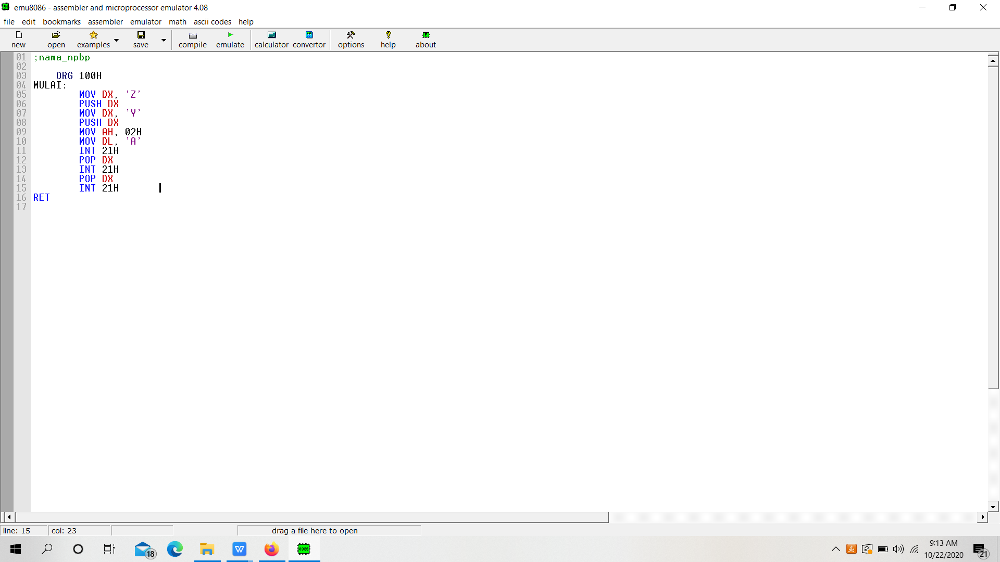 emu8086 - assembler and microprocessor emulator 4.08
file edit bookmarks assembler emulator math ascii codes help
new open examples save compile emulate calculator convertor options help about
01 ;nama_npbp
02
03 ORG 100H
04 MULAI:
05 MOV DX, 'Z'
06 PUSH DX
07 MOV DX, 'Y'
08 PUSH DX
09 MOV AH, 02H
10 MOV DL, 'A'
11 INT 21H
12 POP DX
13 INT 21H
14 POP DX
15 INT 21H
16 RET
17
line: 15 col: 23 drag a file here to open
18
W
8086
9:13 AM
10/22/2020
21